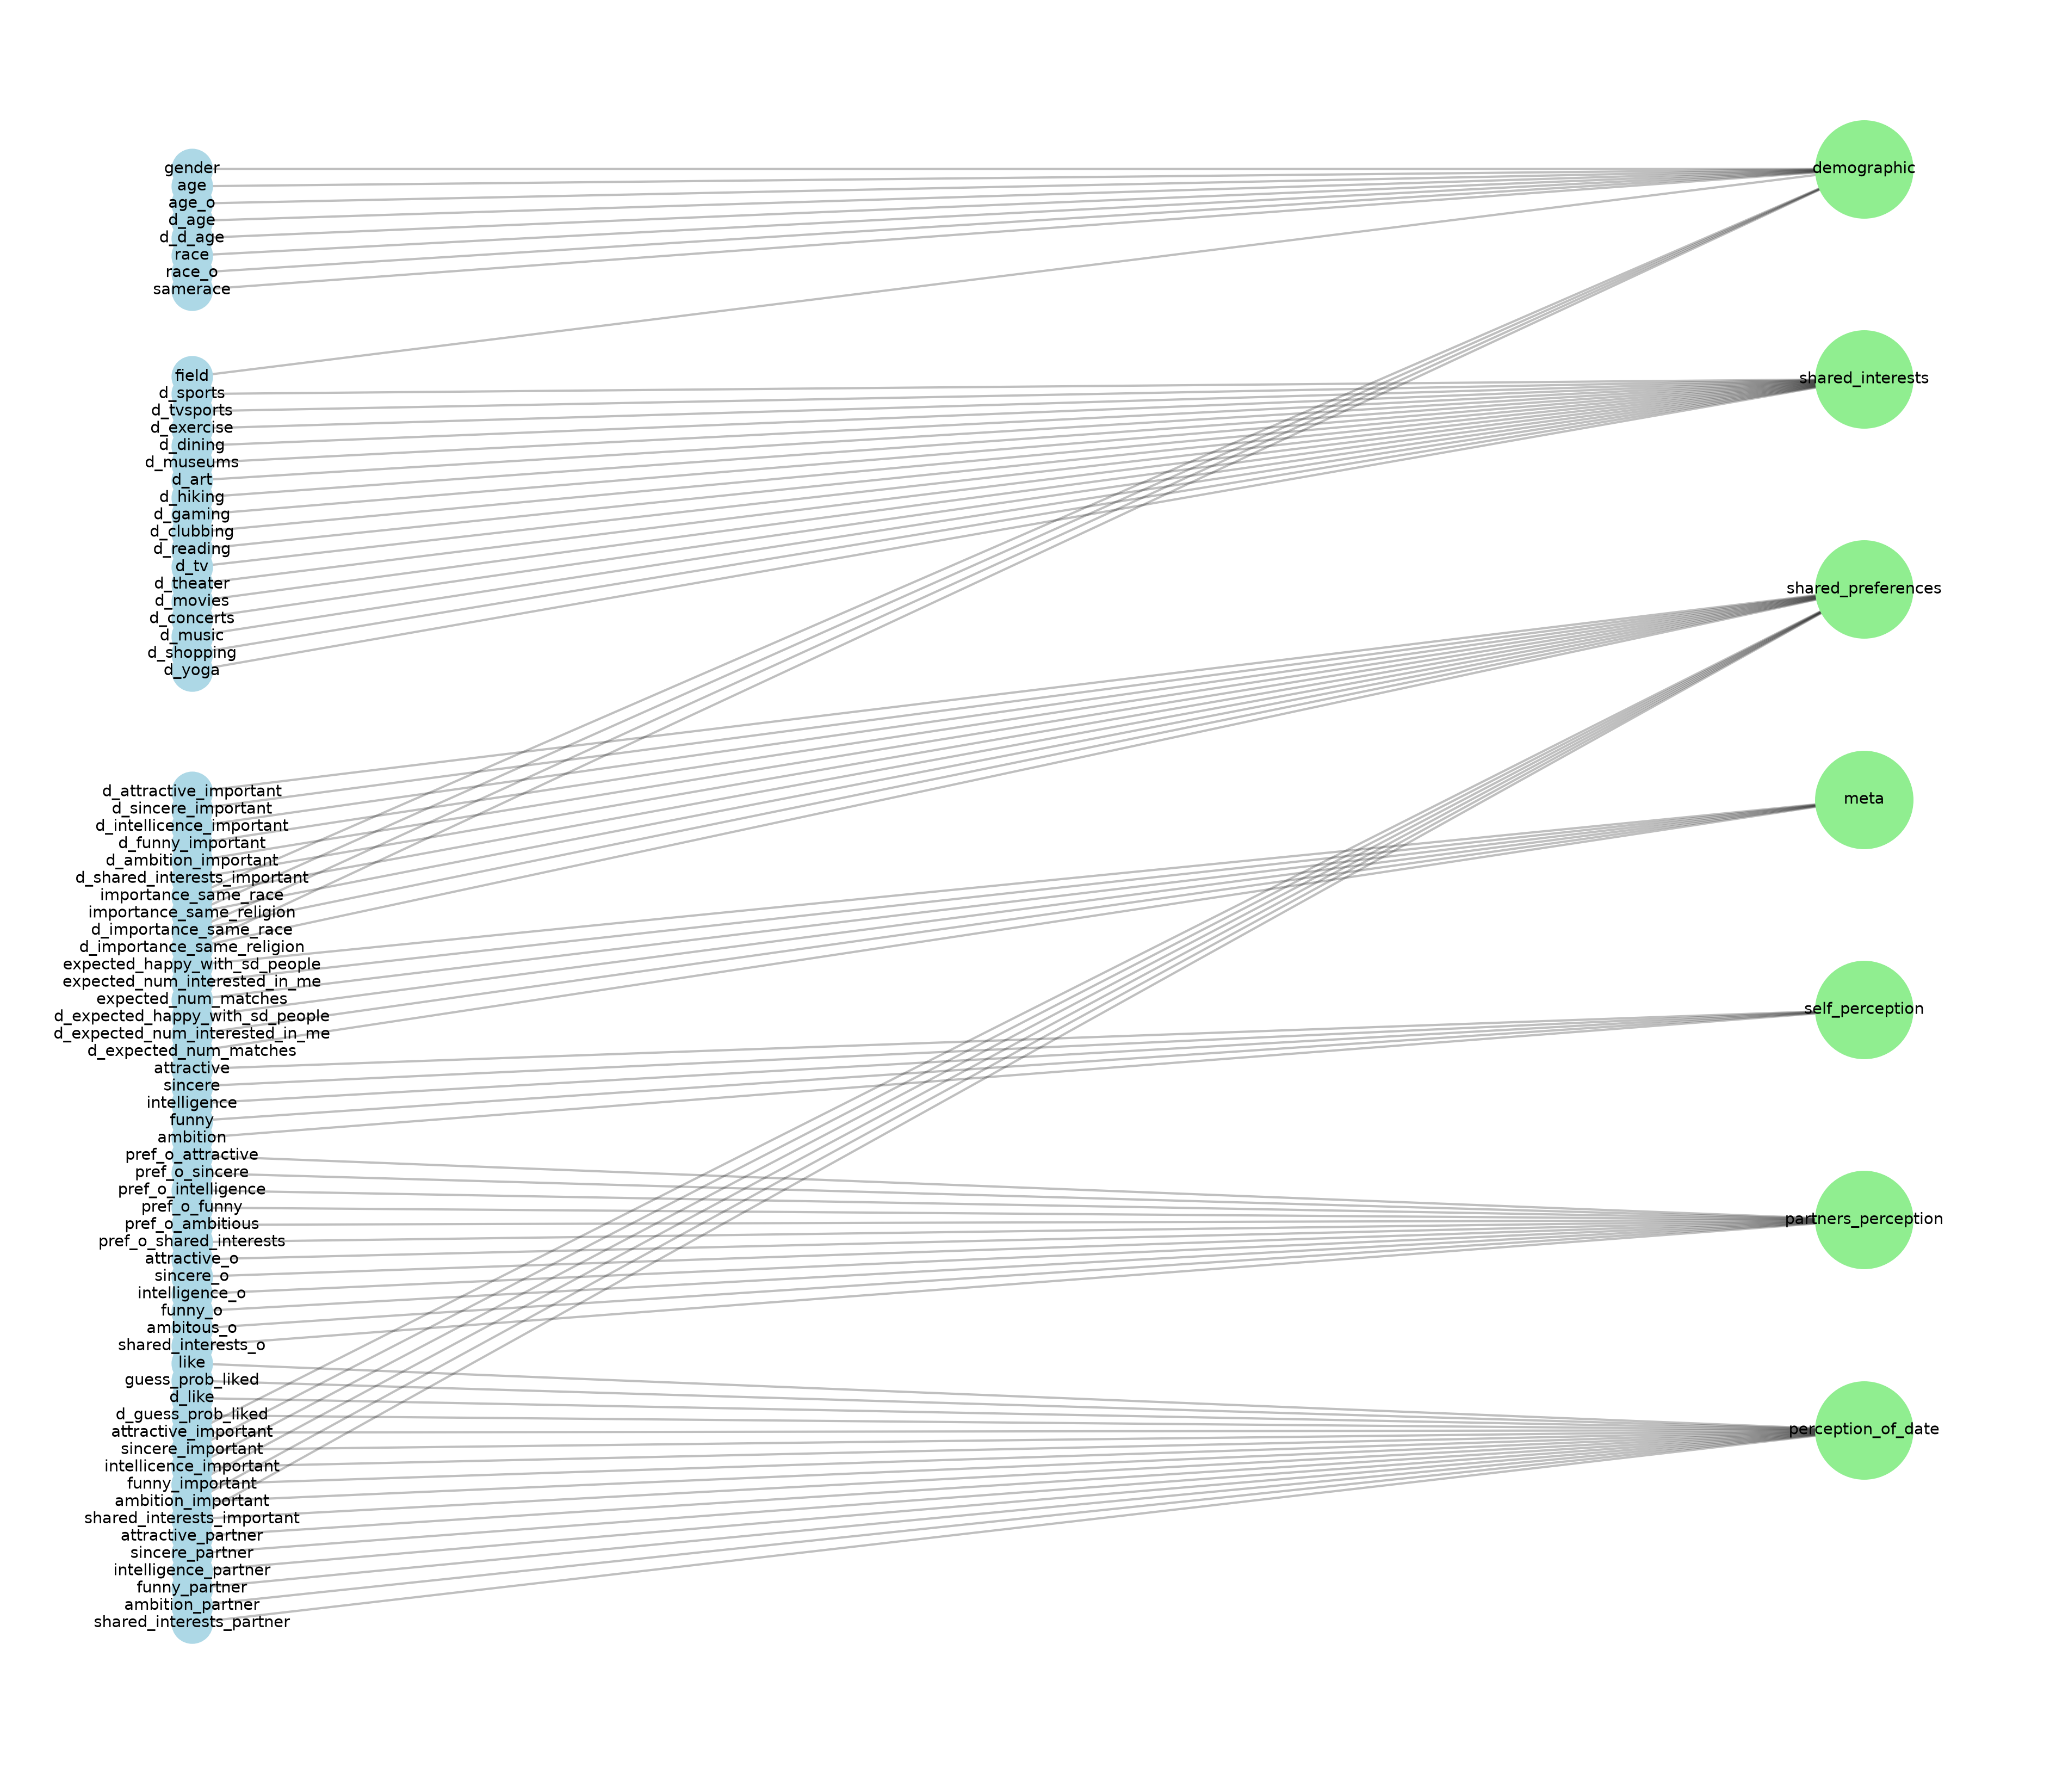 gender
age
age_o
d_age
d_d_age
race
race_o
samerace
field
d_sports
d_tvsports
d_exercise
d_dining
d_museums
d_art
d_hiking
d_gaming
d_clubbing
d_reading
d_tv
d_theater
d_movies
d_concerts
d_music
d_shopping
d_yoga
d_attractive_important
d_sincere_important
d_intellicence_important
d_funny_important
d_ambition_important
d_shared_interests_important
importance_same_race
importance_same_religion
d_importance_same_race
d_importance_same_religion
expected_happy_with_sd_people
expected_num_interested_in_me
expected_num_matches
d_expected_happy_with_sd_people
d_expected_num_interested_in_me
d_expected_num_matches
attractive
sincere
intelligence
funny
ambition
pref_o_attractive
pref_o_sincere
pref_o_intelligence
pref_o_funny
pref_o_ambitious
pref_o_shared_interests
attractive_o
sincere_o
intelligence_o
funny_o
ambitous_o
shared_interests_o
like
guess_prob_liked
d_like
d_guess_prob_liked
attractive_important
sincere_important
intellicence_important
funny_important
ambition_important
shared_interests_important
attractive_partner
sincere_partner
intelligence_partner
funny_partner
ambition_partner
shared_interests_partner
demographic
shared_interests
shared_preferences
meta
self_perception
partners_perception
perception_of_date